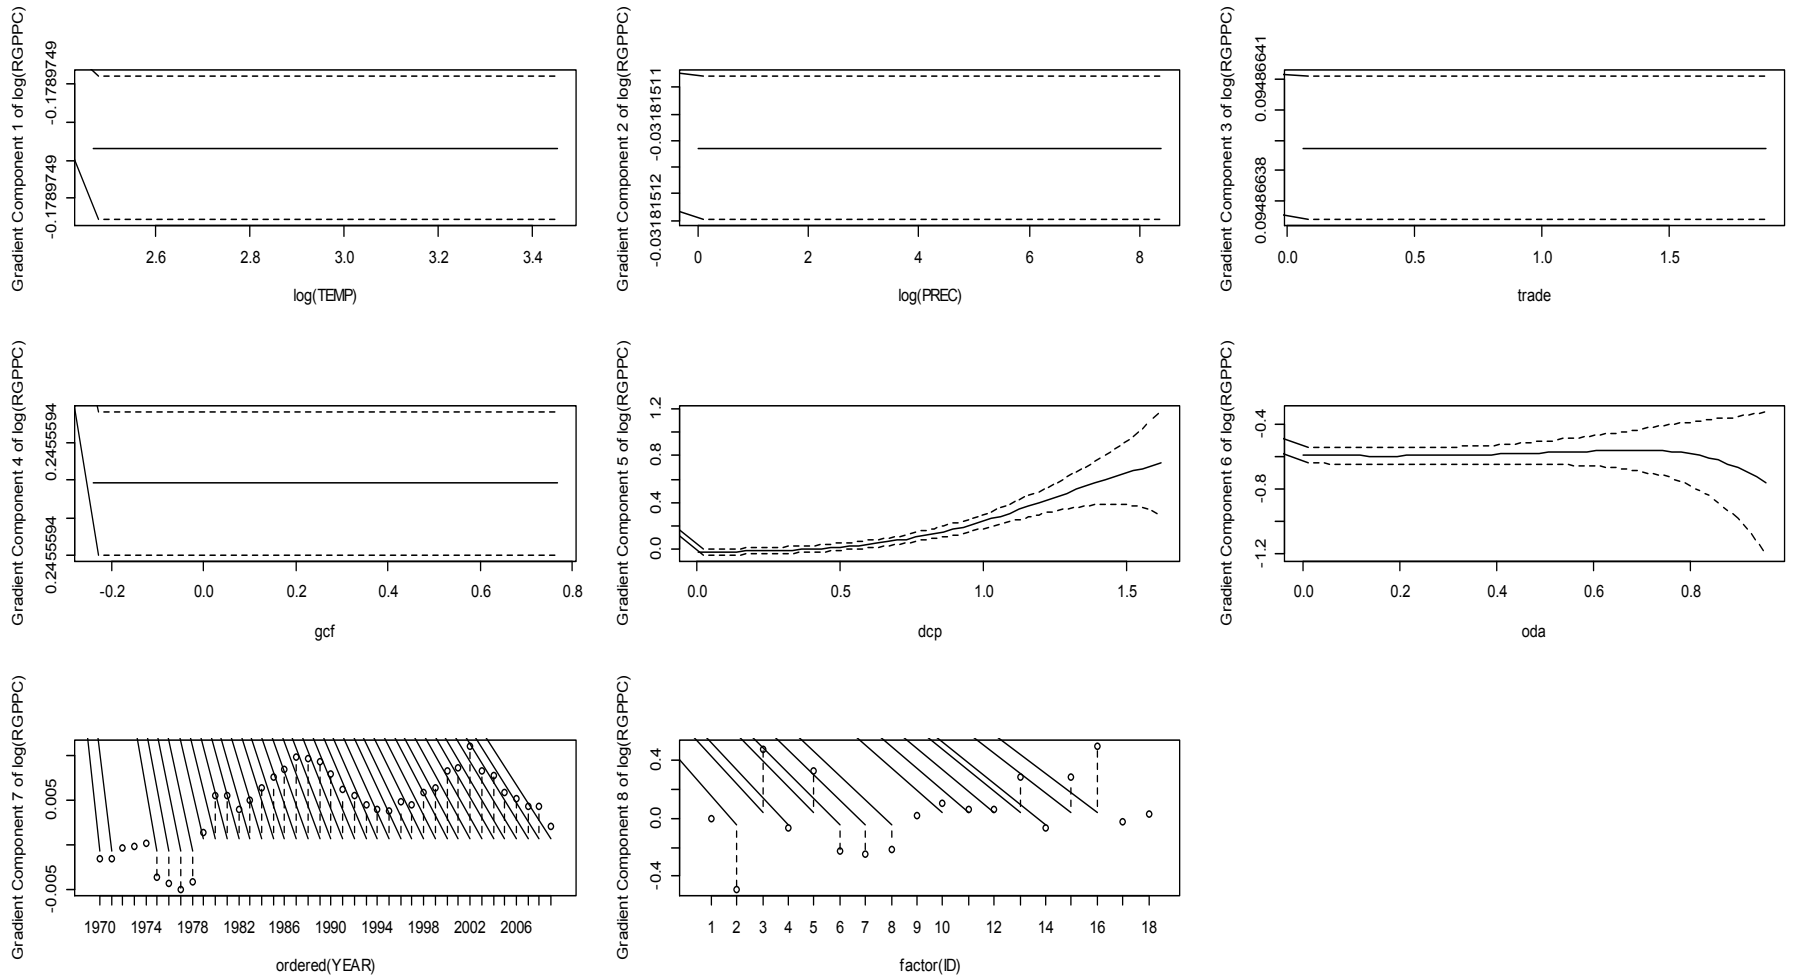 Gradient Component 1 of log(RGPPC)
-0.1789749
-0.1789749
-0.1789749
2.6 2.8 3.0 3.2 3.4
log(TEMP)
Gradient Component 2 of log(RGPPC)
-0.03181511
-0.0318151
-0.03181512
-0.0318151
0 2 4 6 8
log(PREC)
Gradient Component 3 of log(RGPPC)
0.09486641
0.09486638
0.0 0.5 1.0 1.5
trade
Gradient Component 4 of log(RGPPC)
0.2455594
0.2455594
-0.2 0.0 0.2 0.4 0.6 0.8
gcf
Gradient Component 5 of log(RGPPC)
1.2
0.8
0.4
0.0
0.0 0.5 1.0 1.5
dcp
Gradient Component 6 of log(RGPPC)
-0.4
-0.8
-1.2
0.0 0.2 0.4 0.6 0.8
oda
Gradient Component 7 of log(RGPPC)
0.005
-0.005
1970 1974 1978 1982 1986 1990 1994 1998 2002 2006
ordered(YEAR)
Gradient Component 8 of log(RGPPC)
0.4
0.0
-0.4
1 2 3 4 5 6 7 8 9 10 12 14 16 18
factor(ID)